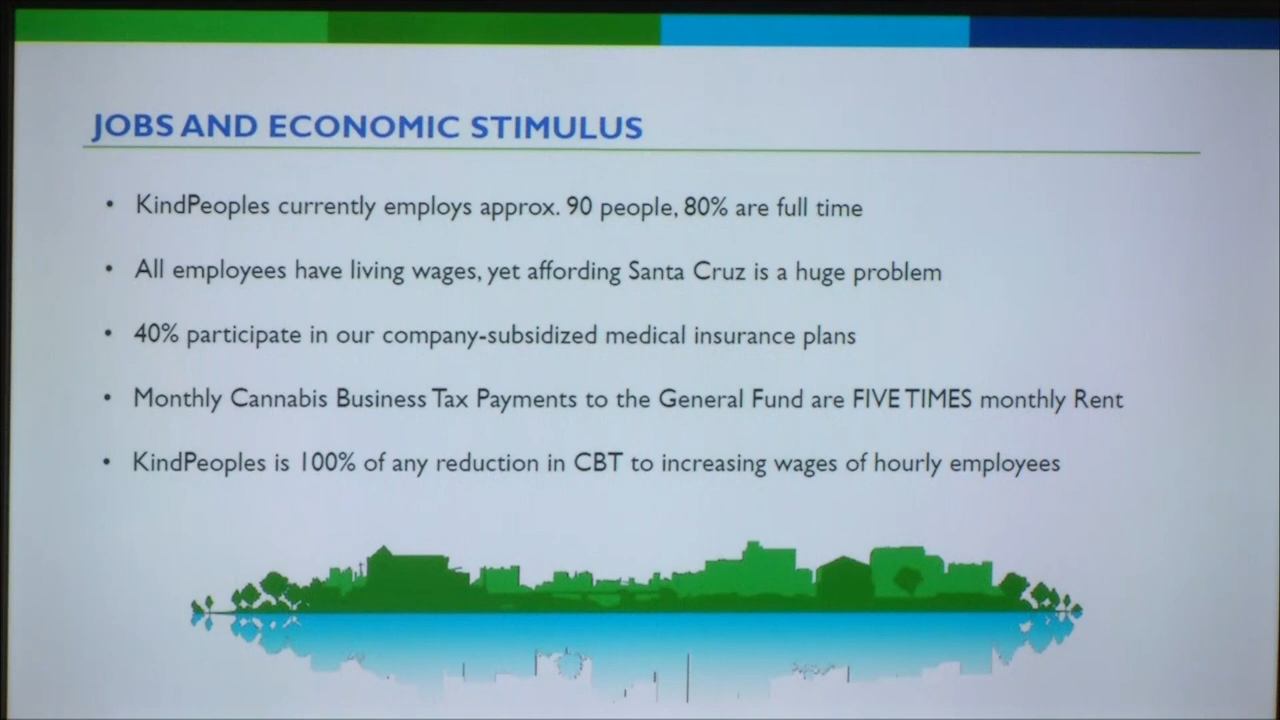 JOBS AND ECONOMIC STIMULUS
• KindPeoples currently employs approx. 90 people, 80% are full time
• All employees have living wages, yet affording Santa Cruz is a huge problem
• 40% participate in our company-subsidized medical insurance plans
• Monthly Cannabis Business Tax Payments to the General Fund are FIVE TIMES monthly Rent
• KindPeoples is 100% of any reduction in CBT to increasing wages of hourly employees